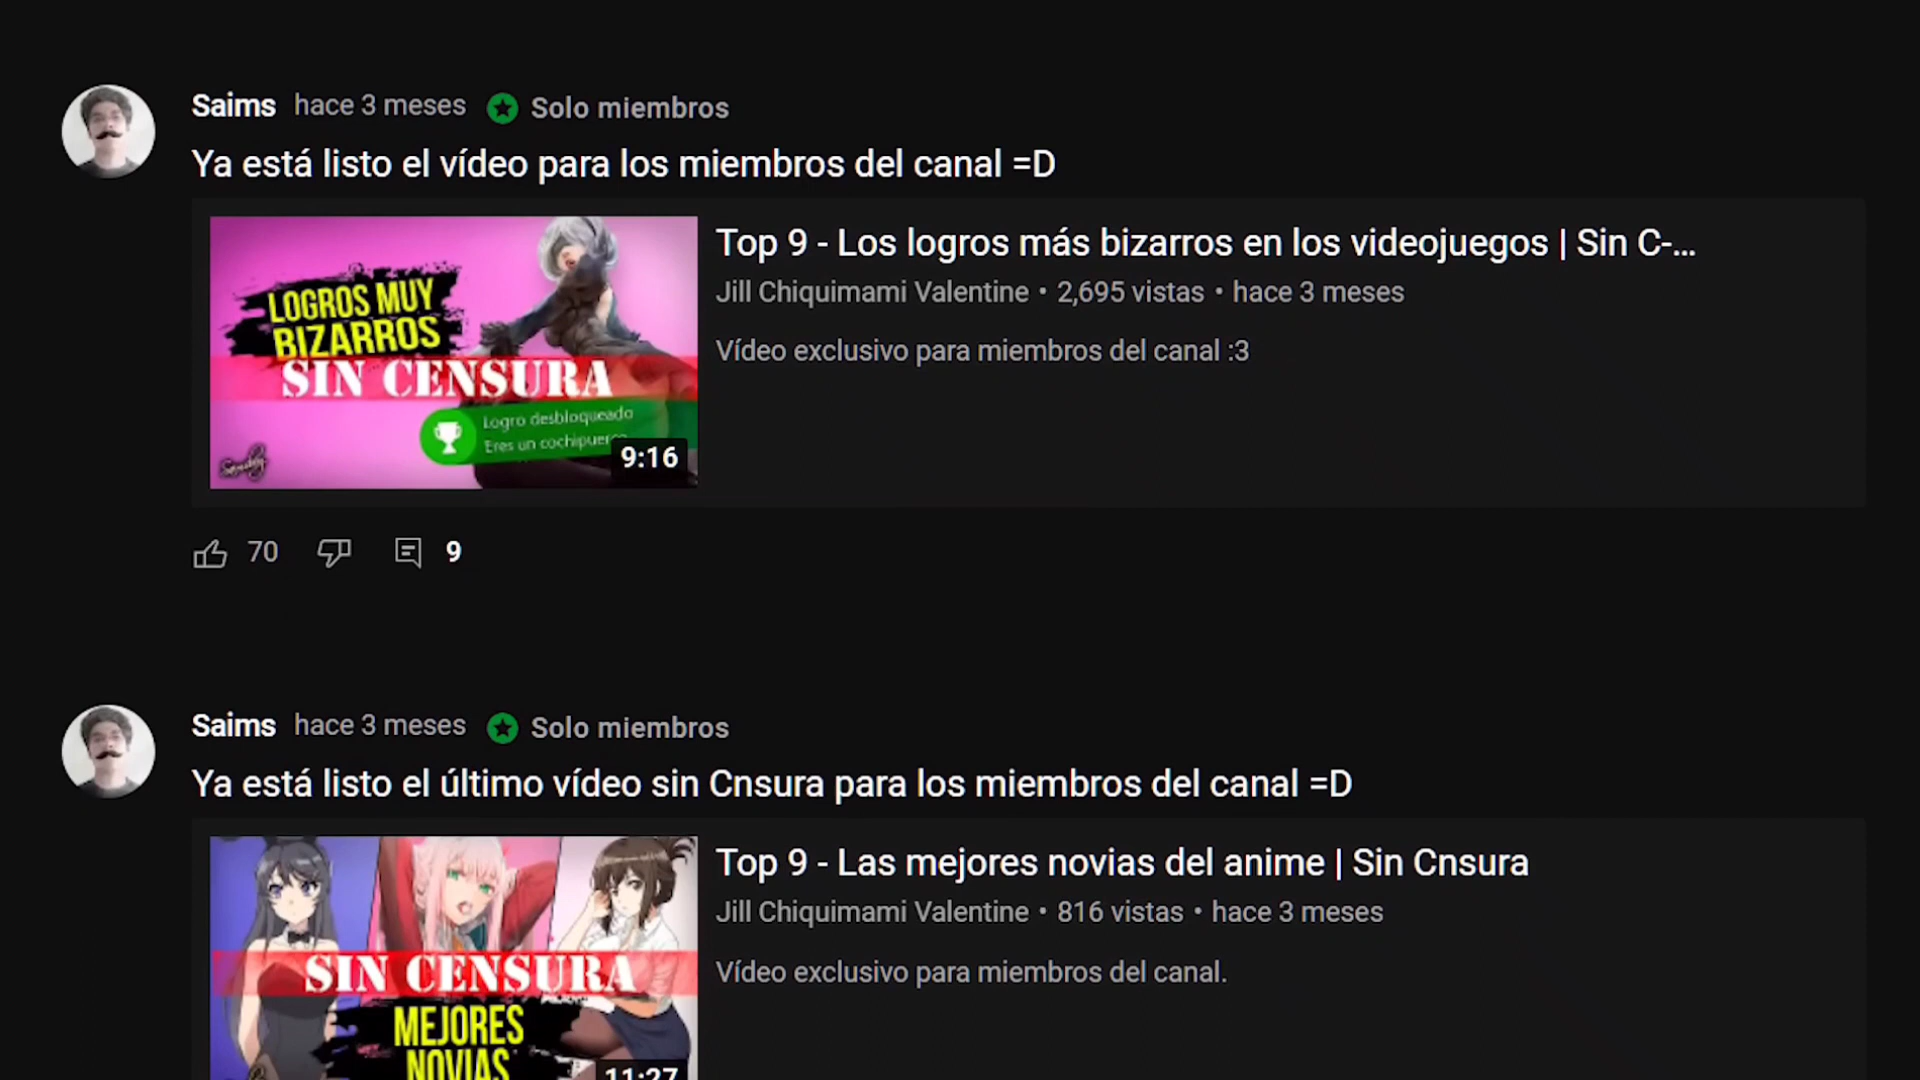 Saims hace 3 meses Solo miembros
Ya está listo el vídeo para los miembros del canal =D
LOGROS MUY
BIZARROS
SIN CENSURA
Logro desbloqueado
Eres un
9:16
Top 9 - Los logros más bizarros en los videojuegos | Sin C-...
Jill Chiquimami Valentine • 2,695 vistas • hace 3 meses
Vídeo exclusivo para miembros del canal :3
70 9
Saims hace 3 meses Solo miembros
Ya está listo el último vídeo sin Cnsura para los miembros del canal =D
SIN CENSURA
MEJORES
NOVIAS
11:27
Top 9 - Las mejores novias del anime | Sin Cnsura
Jill Chiquimami Valentine • 816 vistas • hace 3 meses
Vídeo exclusivo para miembros del canal.